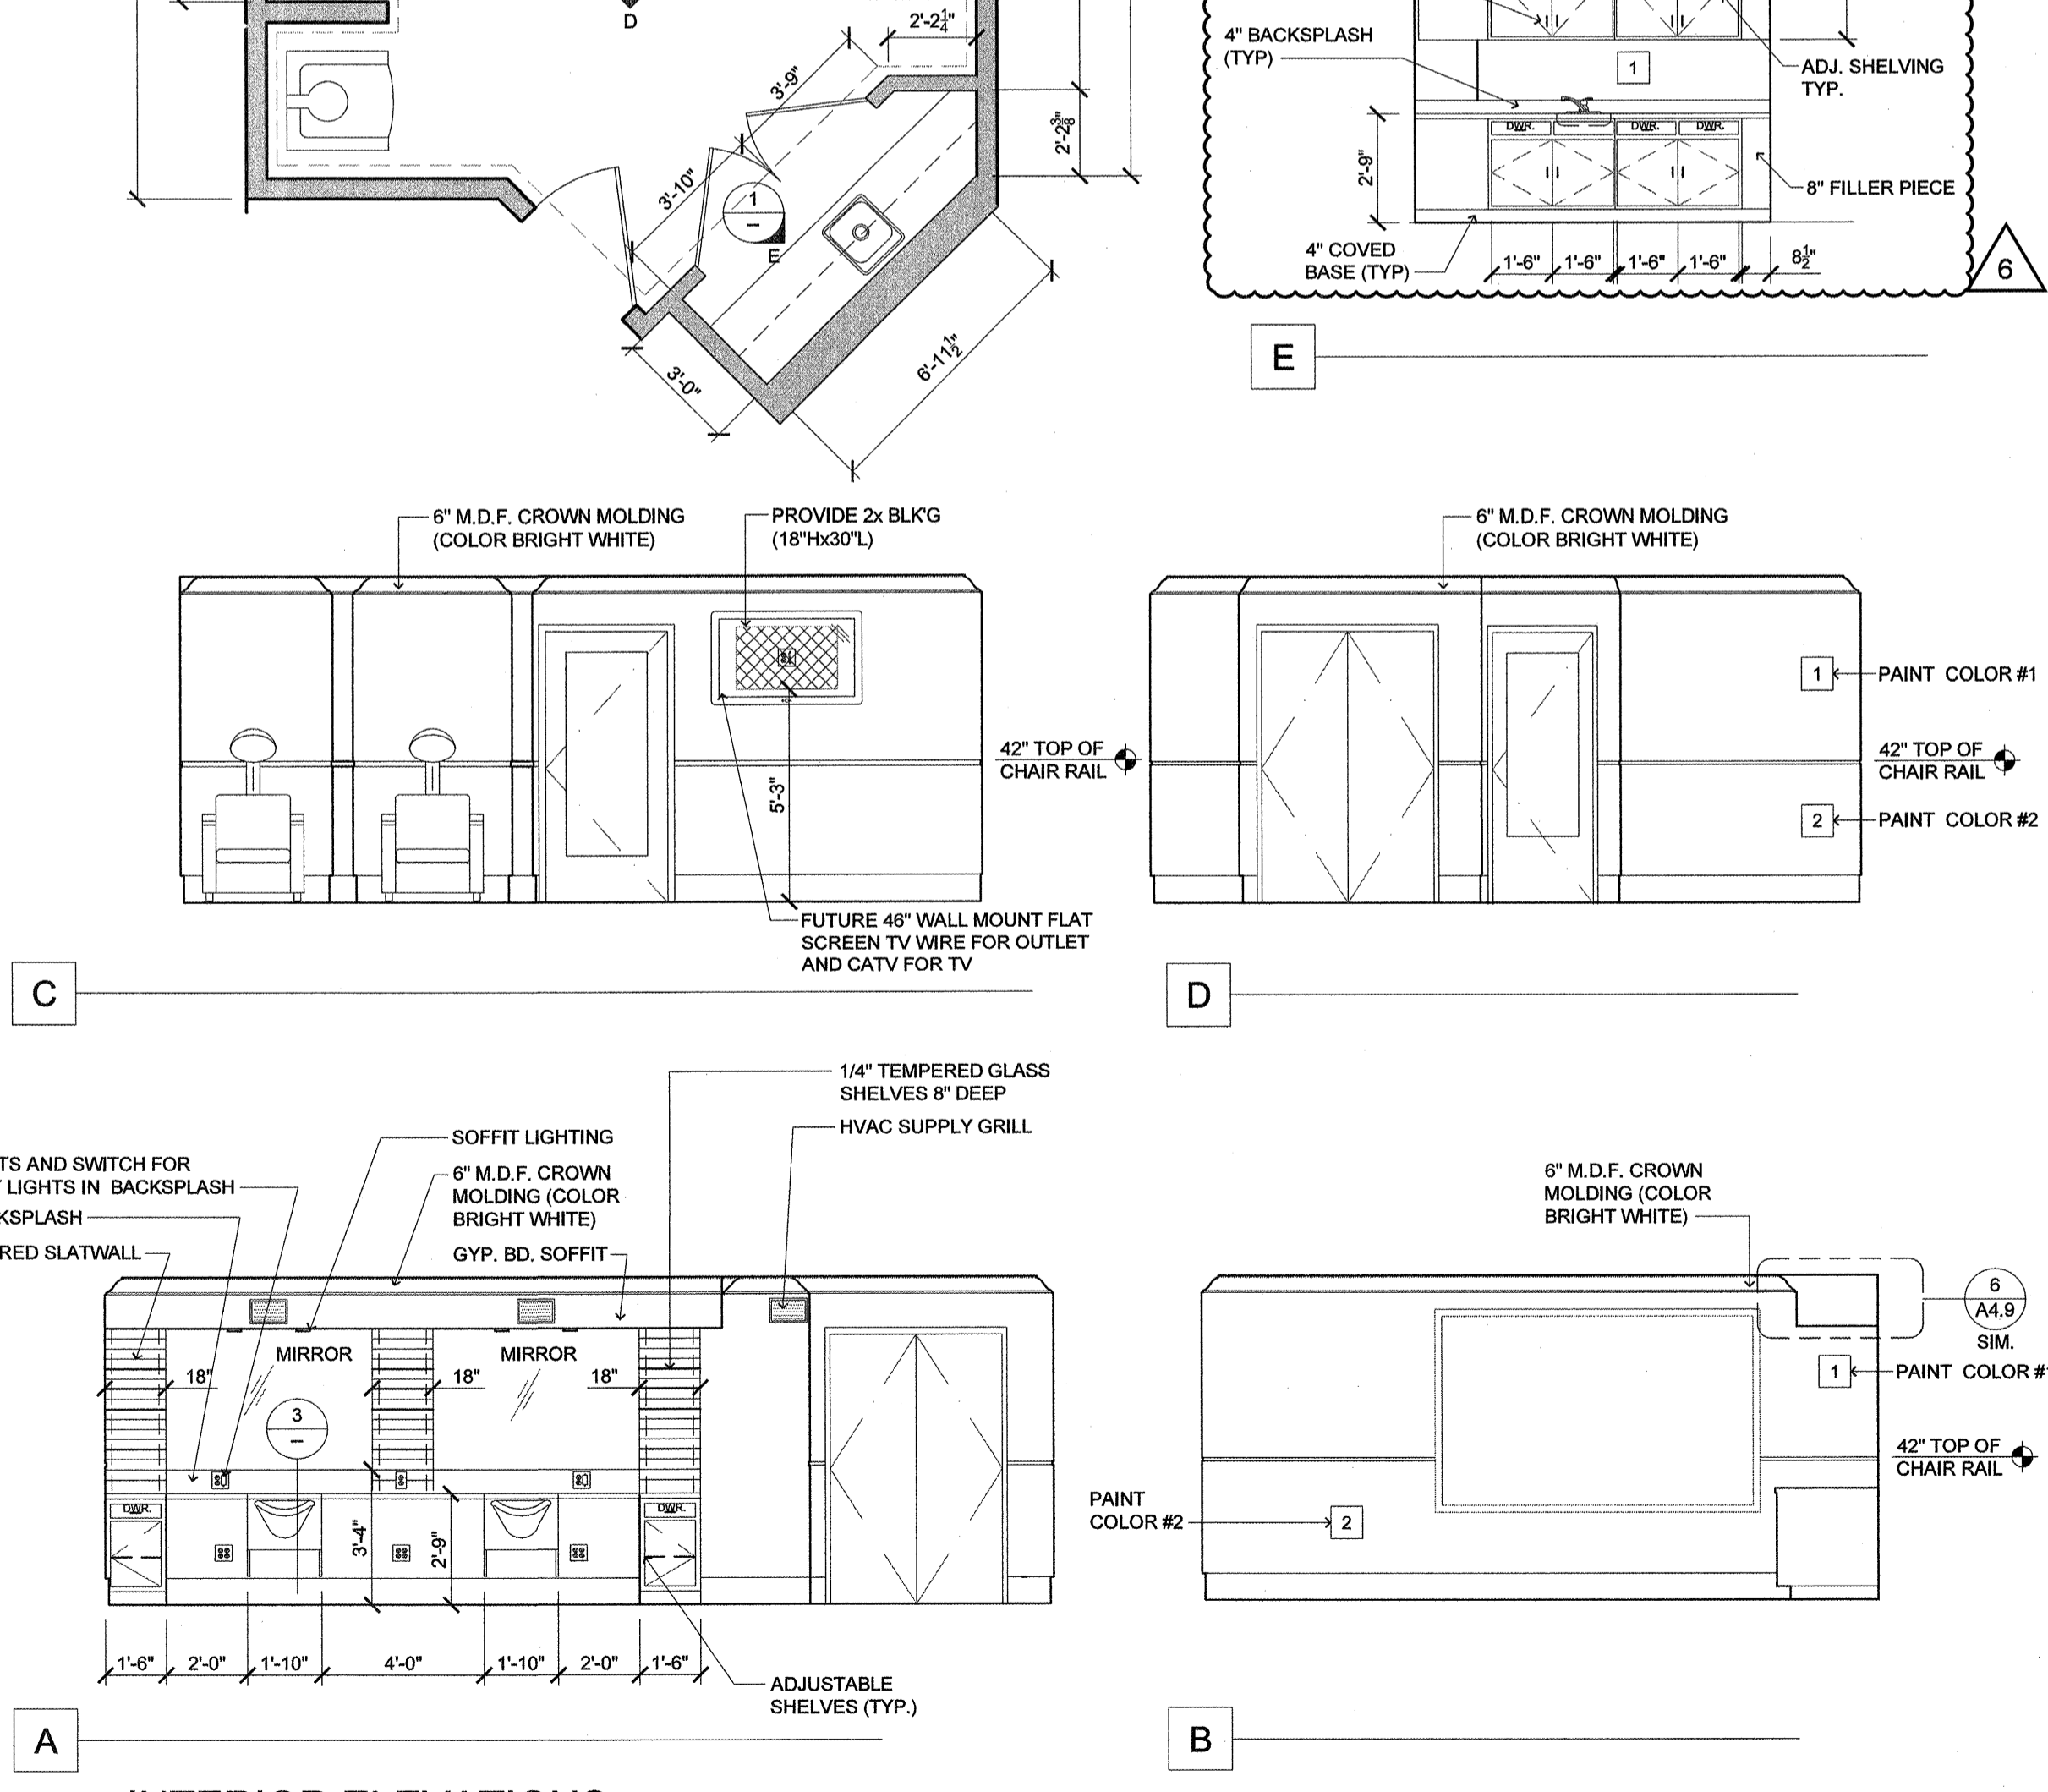 D
2'-2 1/4"
3'-9"
2'-2 3/8"
3'-10"
1
E
3'-0"
6'-11 1/2"
4" BACKSPLASH
(TYP)
1
ADJ. SHELVING
TYP.
DWR.
DWR.
DWR.
2'-9"
8" FILLER PIECE
4" COVED
BASE (TYP)
1'-6"
1'-6"
1'-6"
1'-6"
8 1/2"
6
E
6" M.D.F. CROWN MOLDING
(COLOR BRIGHT WHITE)
PROVIDE 2x BLK'G
(18"Hx30"L)
5'-3"
42" TOP OF
CHAIR RAIL
FUTURE 46" WALL MOUNT FLAT
SCREEN TV WIRE FOR OUTLET
AND CATV FOR TV
C
6" M.D.F. CROWN MOLDING
(COLOR BRIGHT WHITE)
1
PAINT COLOR #1
42" TOP OF
CHAIR RAIL
2
PAINT COLOR #2
D
1/4" TEMPERED GLASS
SHELVES 8" DEEP
HVAC SUPPLY GRILL
SOFFIT LIGHTING
6" M.D.F. CROWN
MOLDING (COLOR
BRIGHT WHITE)
GYP. BD. SOFFIT
TS AND SWITCH FOR
LIGHTS IN BACKSPLASH
KSPLASH
RED SLATWALL
MIRROR
MIRROR
18"
18"
18"
3
DWR.
DWR.
3'-4"
2'-9"
1'-6"
2'-0"
1'-10"
4'-0"
1'-10"
2'-0"
1'-6"
ADJUSTABLE
SHELVES (TYP.)
A
6" M.D.F. CROWN
MOLDING (COLOR
BRIGHT WHITE)
6
A4.9
SIM.
1
PAINT COLOR #1
42" TOP OF
CHAIR RAIL
PAINT
COLOR #2
2
B
INTERIOR ELEVATIONS